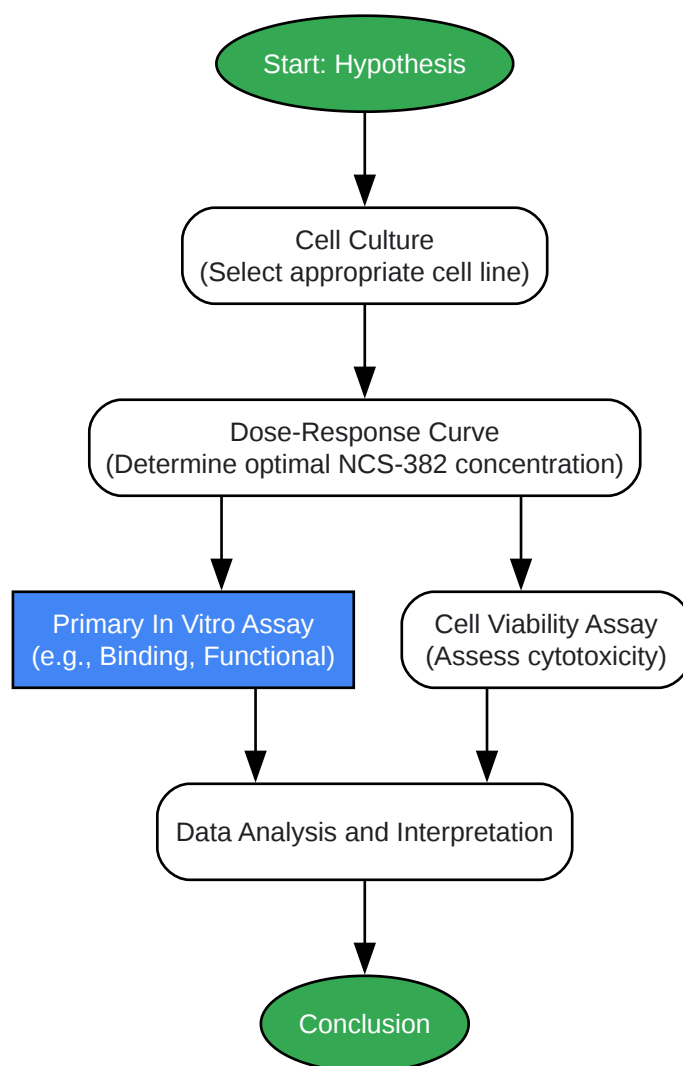 Start: Hypothesis
Cell Culture
(Select appropriate cell line)
Dose-Response Curve
(Determine optimal NCS-382 concentration)
Primary In Vitro Assay
(e.g., Binding, Functional)
Cell Viability Assay
(Assess cytotoxicity)
Data Analysis and Interpretation
Conclusion